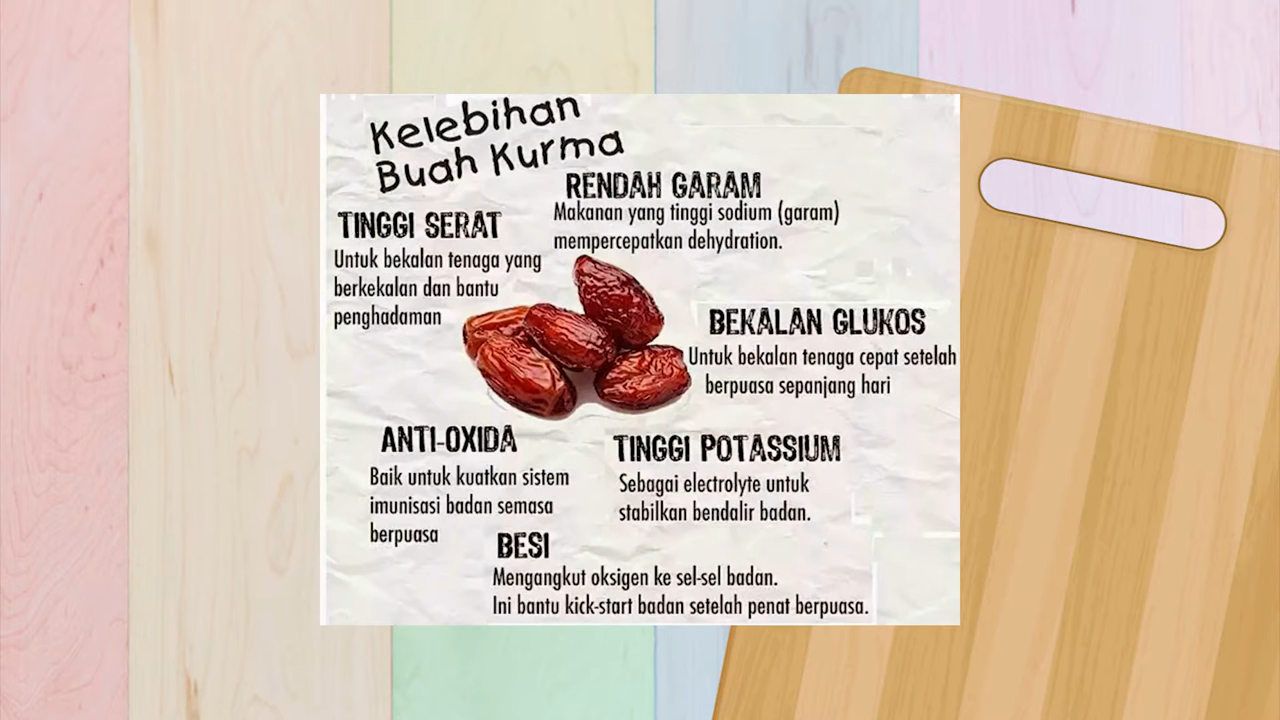 Kelebihan
Buah Kurma
RENDAH GARAM
Makanan yang tinggi sodium (garam)
mempercepatkan dehydration.
TINGGI SERAT
Untuk bekalan tenaga yang
berkekalan dan bantu
penghadaman
BEKALAN GLUKOS
Untuk bekalan tenaga cepat setelah
berpuasa sepanjang hari
ANTI-OXIDA
Baik untuk kuatkan sistem
imunisasi badan semasa
berpuasa
TINGGI POTASSIUM
Sebagai electrolyte untuk
stabilkan bendalir badan.
BESI
Mengangkut oksigen ke sel-sel badan.
Ini bantu kick-start badan setelah penat berpuasa.